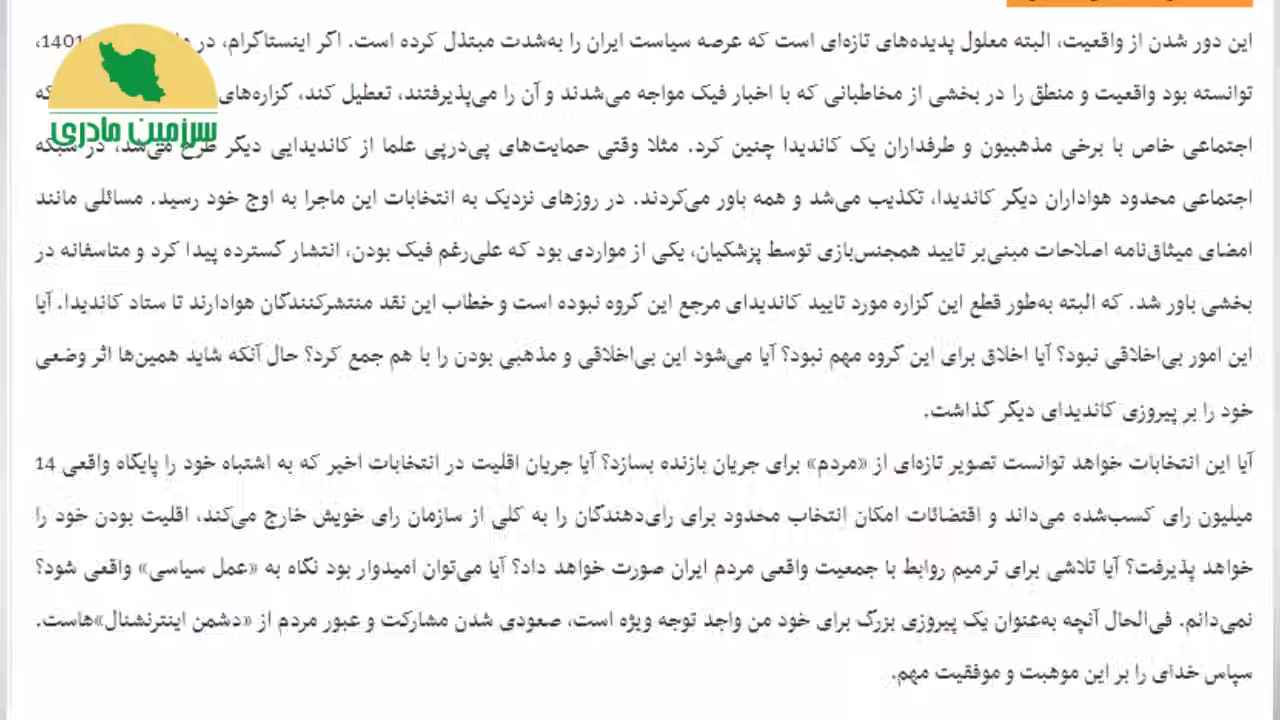 این دور شدن از واقعیت، البته معلول پدیده‌های تازه‌ای است که عرصه سیاست ایران را به‌شدت مبتذل کرده است. اگر اینستاگرام، در 1401،
توانسته بود واقعیت و منطق را در بخشی از مخاطبانی که با اخبار فیک مواجه می‌شدند و آن را می‌پذیرفتند، تعطیل کند، گزاره‌های که
سرزمین مادری
اجتماعی خاص با برخی مذهبیون و طرفداران یک کاندیدا چنین کرد. مثلا وقتی حمایت‌های پی‌درپی علما از کاندیدایی دیگر طرح می‌شد، در شبکه
اجتماعی محدود هواداران دیگر کاندیدا، تکذیب می‌شد و همه باور می‌کردند. در روزهای نزدیک به انتخابات این ماجرا به اوج خود رسید. مسائلی مانند
امضای میثاق‌نامه اصلاحات مبنی‌بر تایید همجنس‌بازی توسط پزشکیان، یکی از مواردی بود که علی‌رغم فیک بودن، انتشار گسترده پیدا کرد و متاسفانه در
بخشی باور شد. که البته به‌طور قطع این گزاره مورد تایید کاندیدای مرجع این گروه نبوده است و خطاب این نقد منتشرکنندگان هوادارند تا ستاد کاندیدا. آیا
این امور بی‌اخلاقی نبود؟ آیا اخلاق برای این گروه مهم نبود؟ آیا می‌شود این بی‌اخلاقی و مذهبی بودن را با هم جمع کرد؟ حال آنکه شاید همین‌ها اثر وضعی
خود را بر پیروزی کاندیدای دیگر گذاشت.
آیا این انتخابات خواهد توانست تصویر تازه‌ای از «مردم» برای جریان بازنده بسازد؟ آیا جریان اقلیت در انتخابات اخیر که به اشتباه خود را پایگاه واقعی 14
میلیون رای کسب‌شده می‌داند و اقتضائات امکان انتخاب محدود برای رای‌دهندگان را به کلی از سازمان رای خویش خارج می‌کند، اقلیت بودن خود را
خواهد پذیرفت؟ آیا تلاشی برای ترمیم روابط با جمعیت واقعی مردم ایران صورت خواهد داد؟ آیا می‌توان امیدوار بود نگاه به «عمل سیاسی» واقعی شود؟
نمی‌دانم. فی‌الحال آنچه به‌عنوان یک پیروزی بزرگ برای خود من واجد توجه ویژه است، صعودی شدن مشارکت و عبور مردم از «دشمن اینترنشنال»هاست.
سپاس خدای را بر این موهبت و موفقیت مهم.